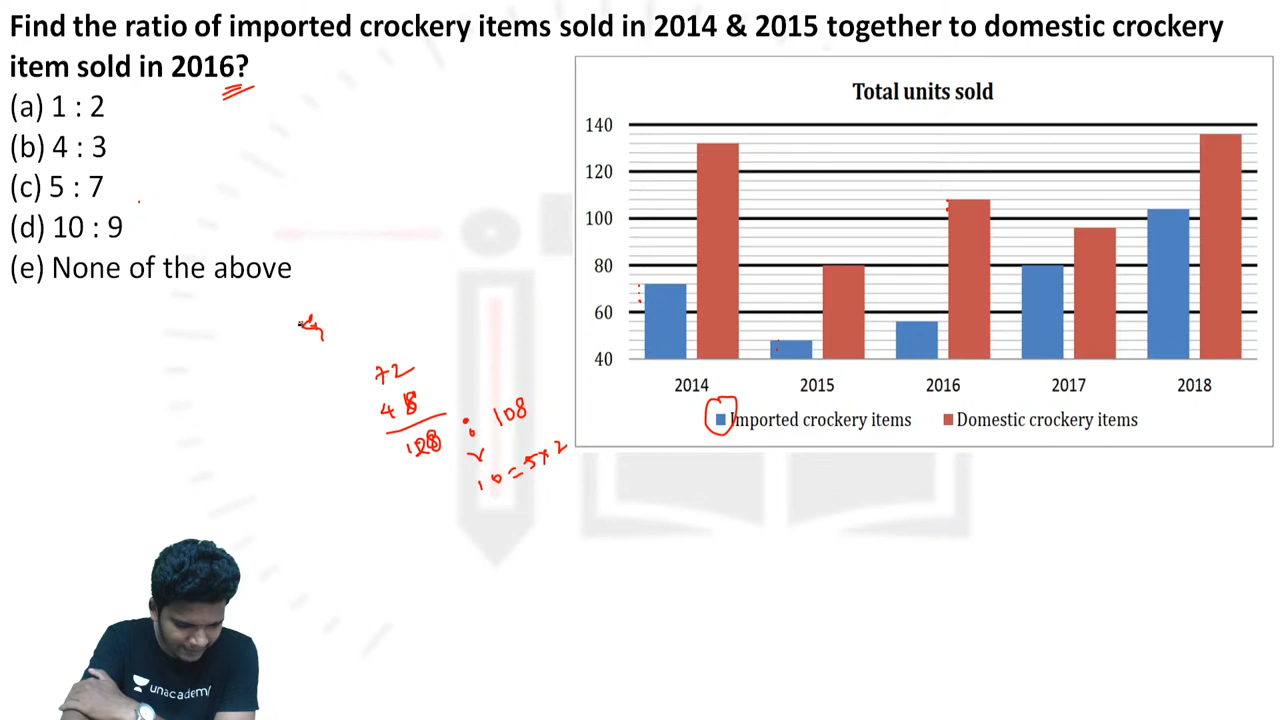 Find the ratio of imported crockery items sold in 2014 & 2015 together to domestic crockery
item sold in 2016?
(a) 1 : 2
(b) 4 : 3
(c) 5 : 7
(d) 10 : 9
(e) None of the above
Total units sold
140
120
100
80
60
40
2014 2015 2016 2017 2018
Imported crockery items Domestic crockery items
72
48
: 108
10 = 5 x 2
unacademy